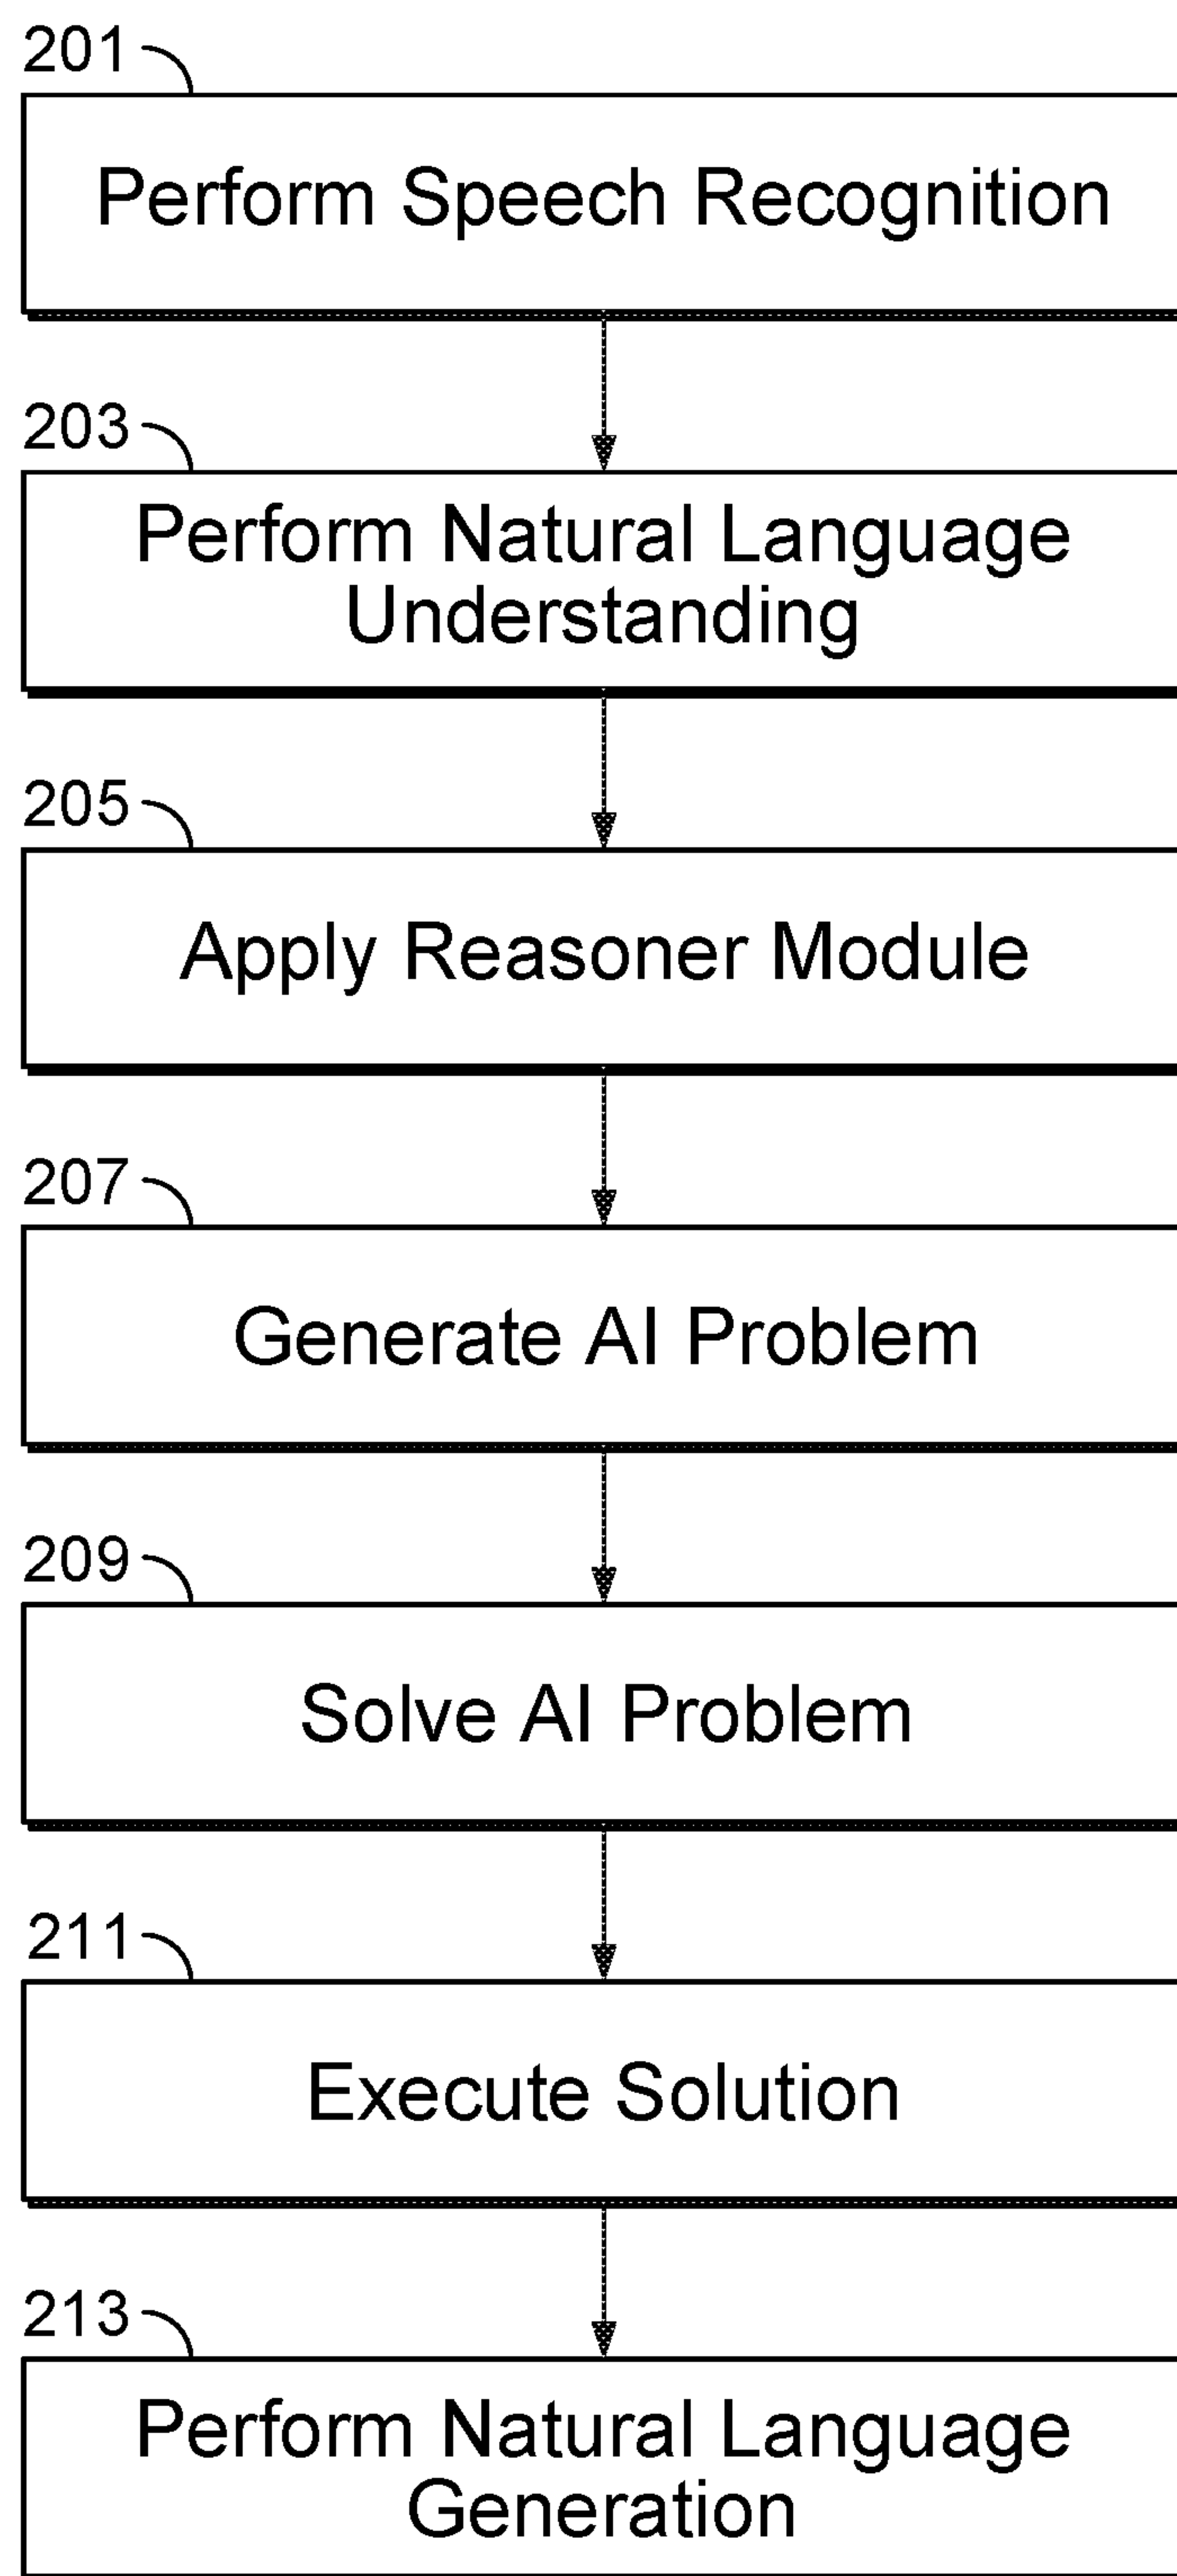 201
Perform Speech Recognition
203
Perform Natural Language
Understanding
205
Apply Reasoner Module
207
Generate AI Problem
209
Solve AI Problem
211
Execute Solution
213
Perform Natural Language
Generation